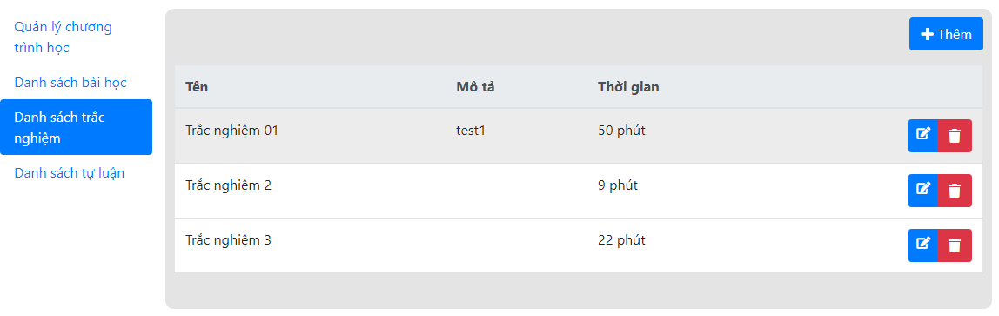 Quản lý chương
trình học
Danh sách bài học
Danh sách trắc
nghiệm
Danh sách tự luận
Thêm
Tên Mô tả Thời gian
Trắc nghiệm 01 test1 50 phút
Trắc nghiệm 2 9 phút
Trắc nghiệm 3 22 phút